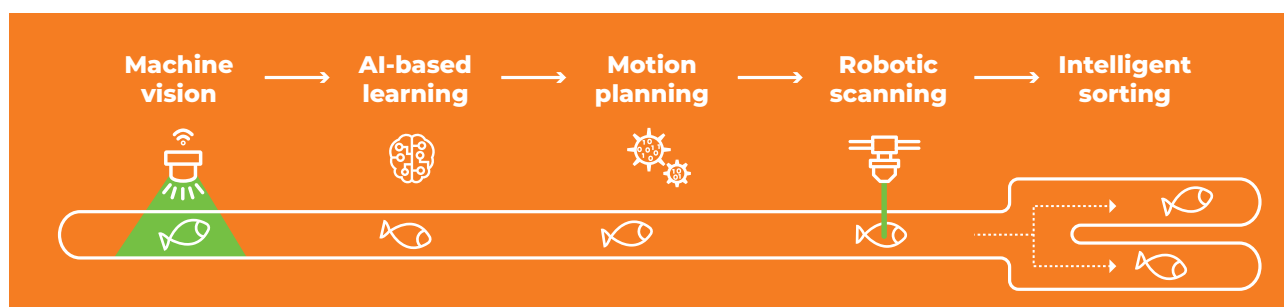 Machine
vision
AI-based
learning
Motion
planning
Robotic
scanning
Intelligent
sorting